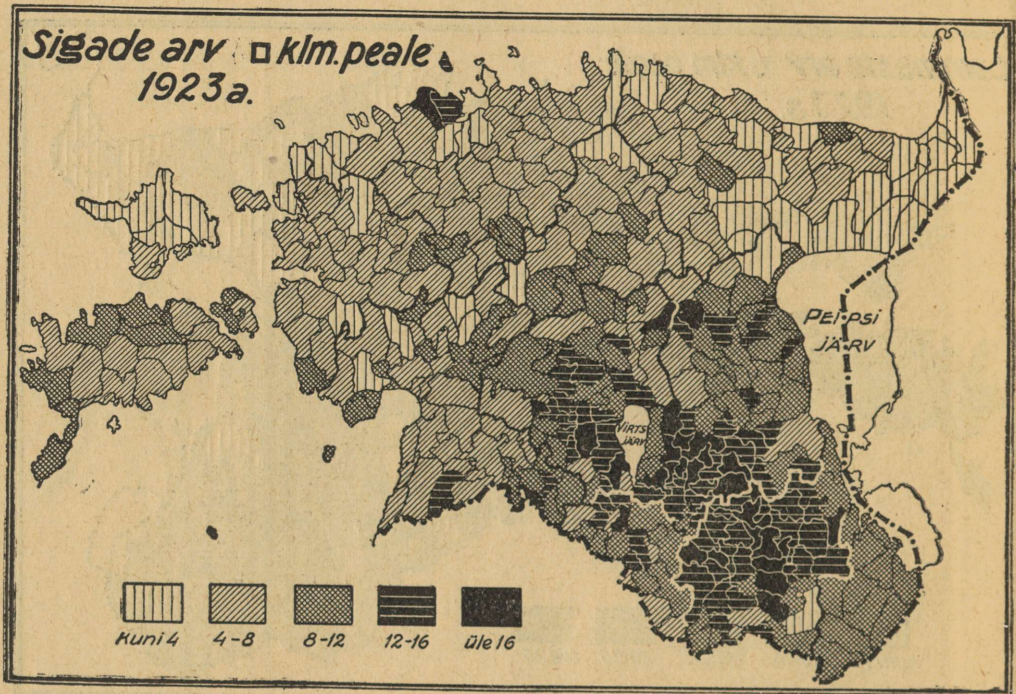 Sigade arv □ klm. peale
1923 a.
PEIPSI
JÄRV
VIRTS
JÄRV
Kuni 4
4-8
8-12
12-16
üle 16